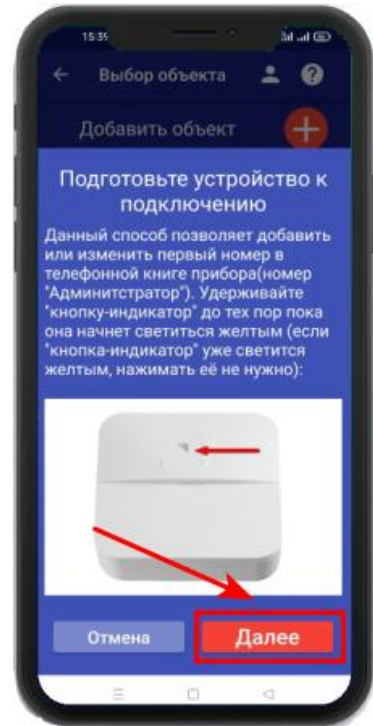 15:39
Выбор объекта
Добавить объект
Подготовьте устройство к
подключению
Данный способ позволяет добавить
или изменить первый номер в
телефонной книге прибора(номер
"Админитстратор"). Удерживайте
"кнопку-индикатор" до тех пор пока
она начнет светиться желтым (если
"кнопка-индикатор" уже светится
желтым, нажимать её не нужно):
Отмена
Далее